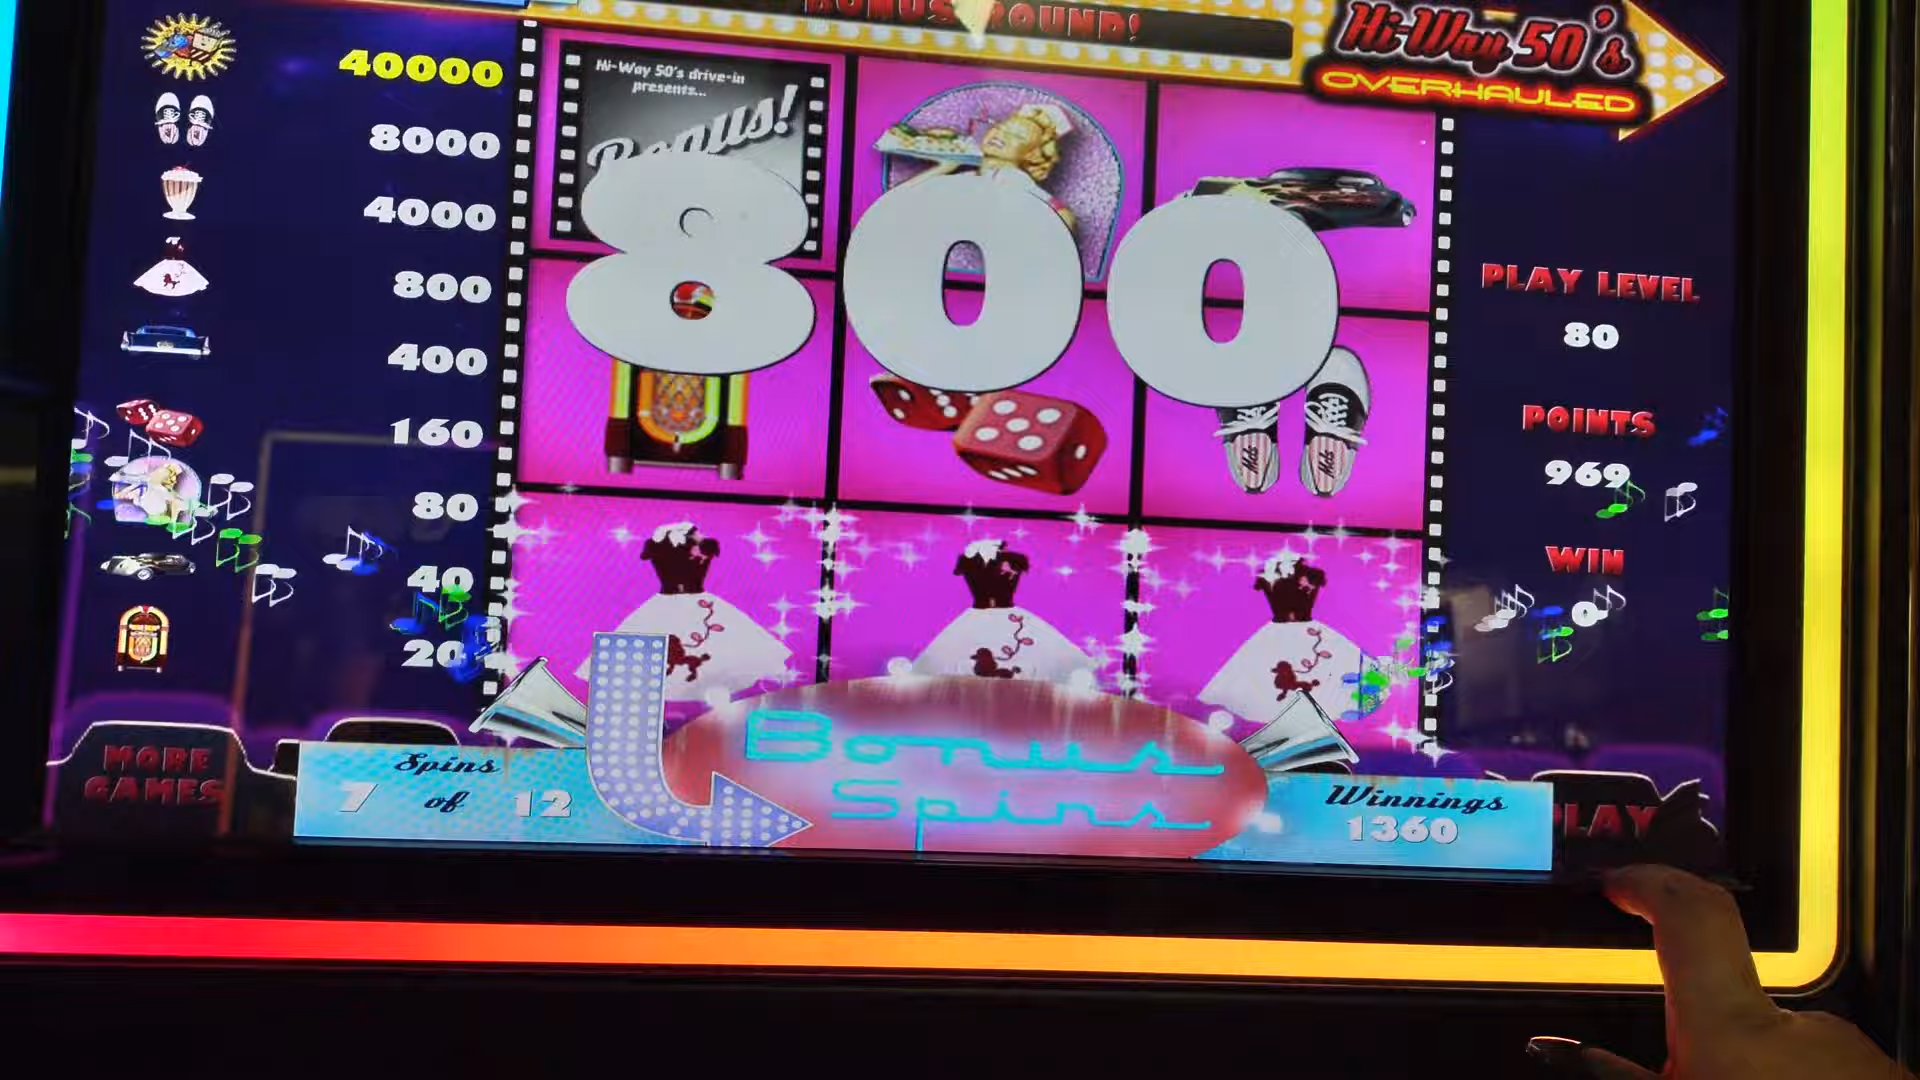 BONUS ROUND!
Hi-Way 50's
OVERHAULED
40000
8000
4000
800
400
160
80
40
20
Hi-Way 50's drive-in
presents...
Bonus!
800
Mds
Mds
PLAY LEVEL
80
POINTS
969
WIN
0
MORE
GAMES
Spins
7 of 12
Bonus
Spins
Winnings
1360
PLAY